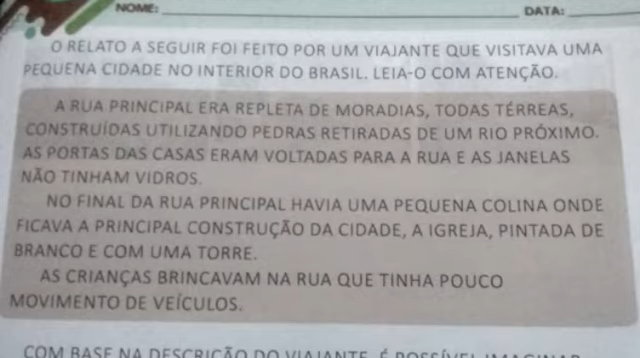 NOME: DATA:
O RELATO A SEGUIR FOI FEITO POR UM VIAJANTE QUE VISITAVA UMA
PEQUENA CIDADE NO INTERIOR DO BRASIL. LEIA-O COM ATENÇÃO.
A RUA PRINCIPAL ERA REPLETA DE MORADIAS, TODAS TÉRREAS,
CONSTRUÍDAS UTILIZANDO PEDRAS RETIRADAS DE UM RIO PRÓXIMO.
AS PORTAS DAS CASAS ERAM VOLTADAS PARA A RUA E AS JANELAS
NÃO TINHAM VIDROS.
NO FINAL DA RUA PRINCIPAL HAVIA UMA PEQUENA COLINA ONDE
FICAVA A PRINCIPAL CONSTRUÇÃO DA CIDADE, A IGREJA, PINTADA DE
BRANCO E COM UMA TORRE.
AS CRIANÇAS BRINCAVAM NA RUA QUE TINHA POUCO
MOVIMENTO DE VEÍCULOS.
COM BASE NA DESCRIÇÃO DO VIAJANTE, É POSSÍVEL IMAGINAR